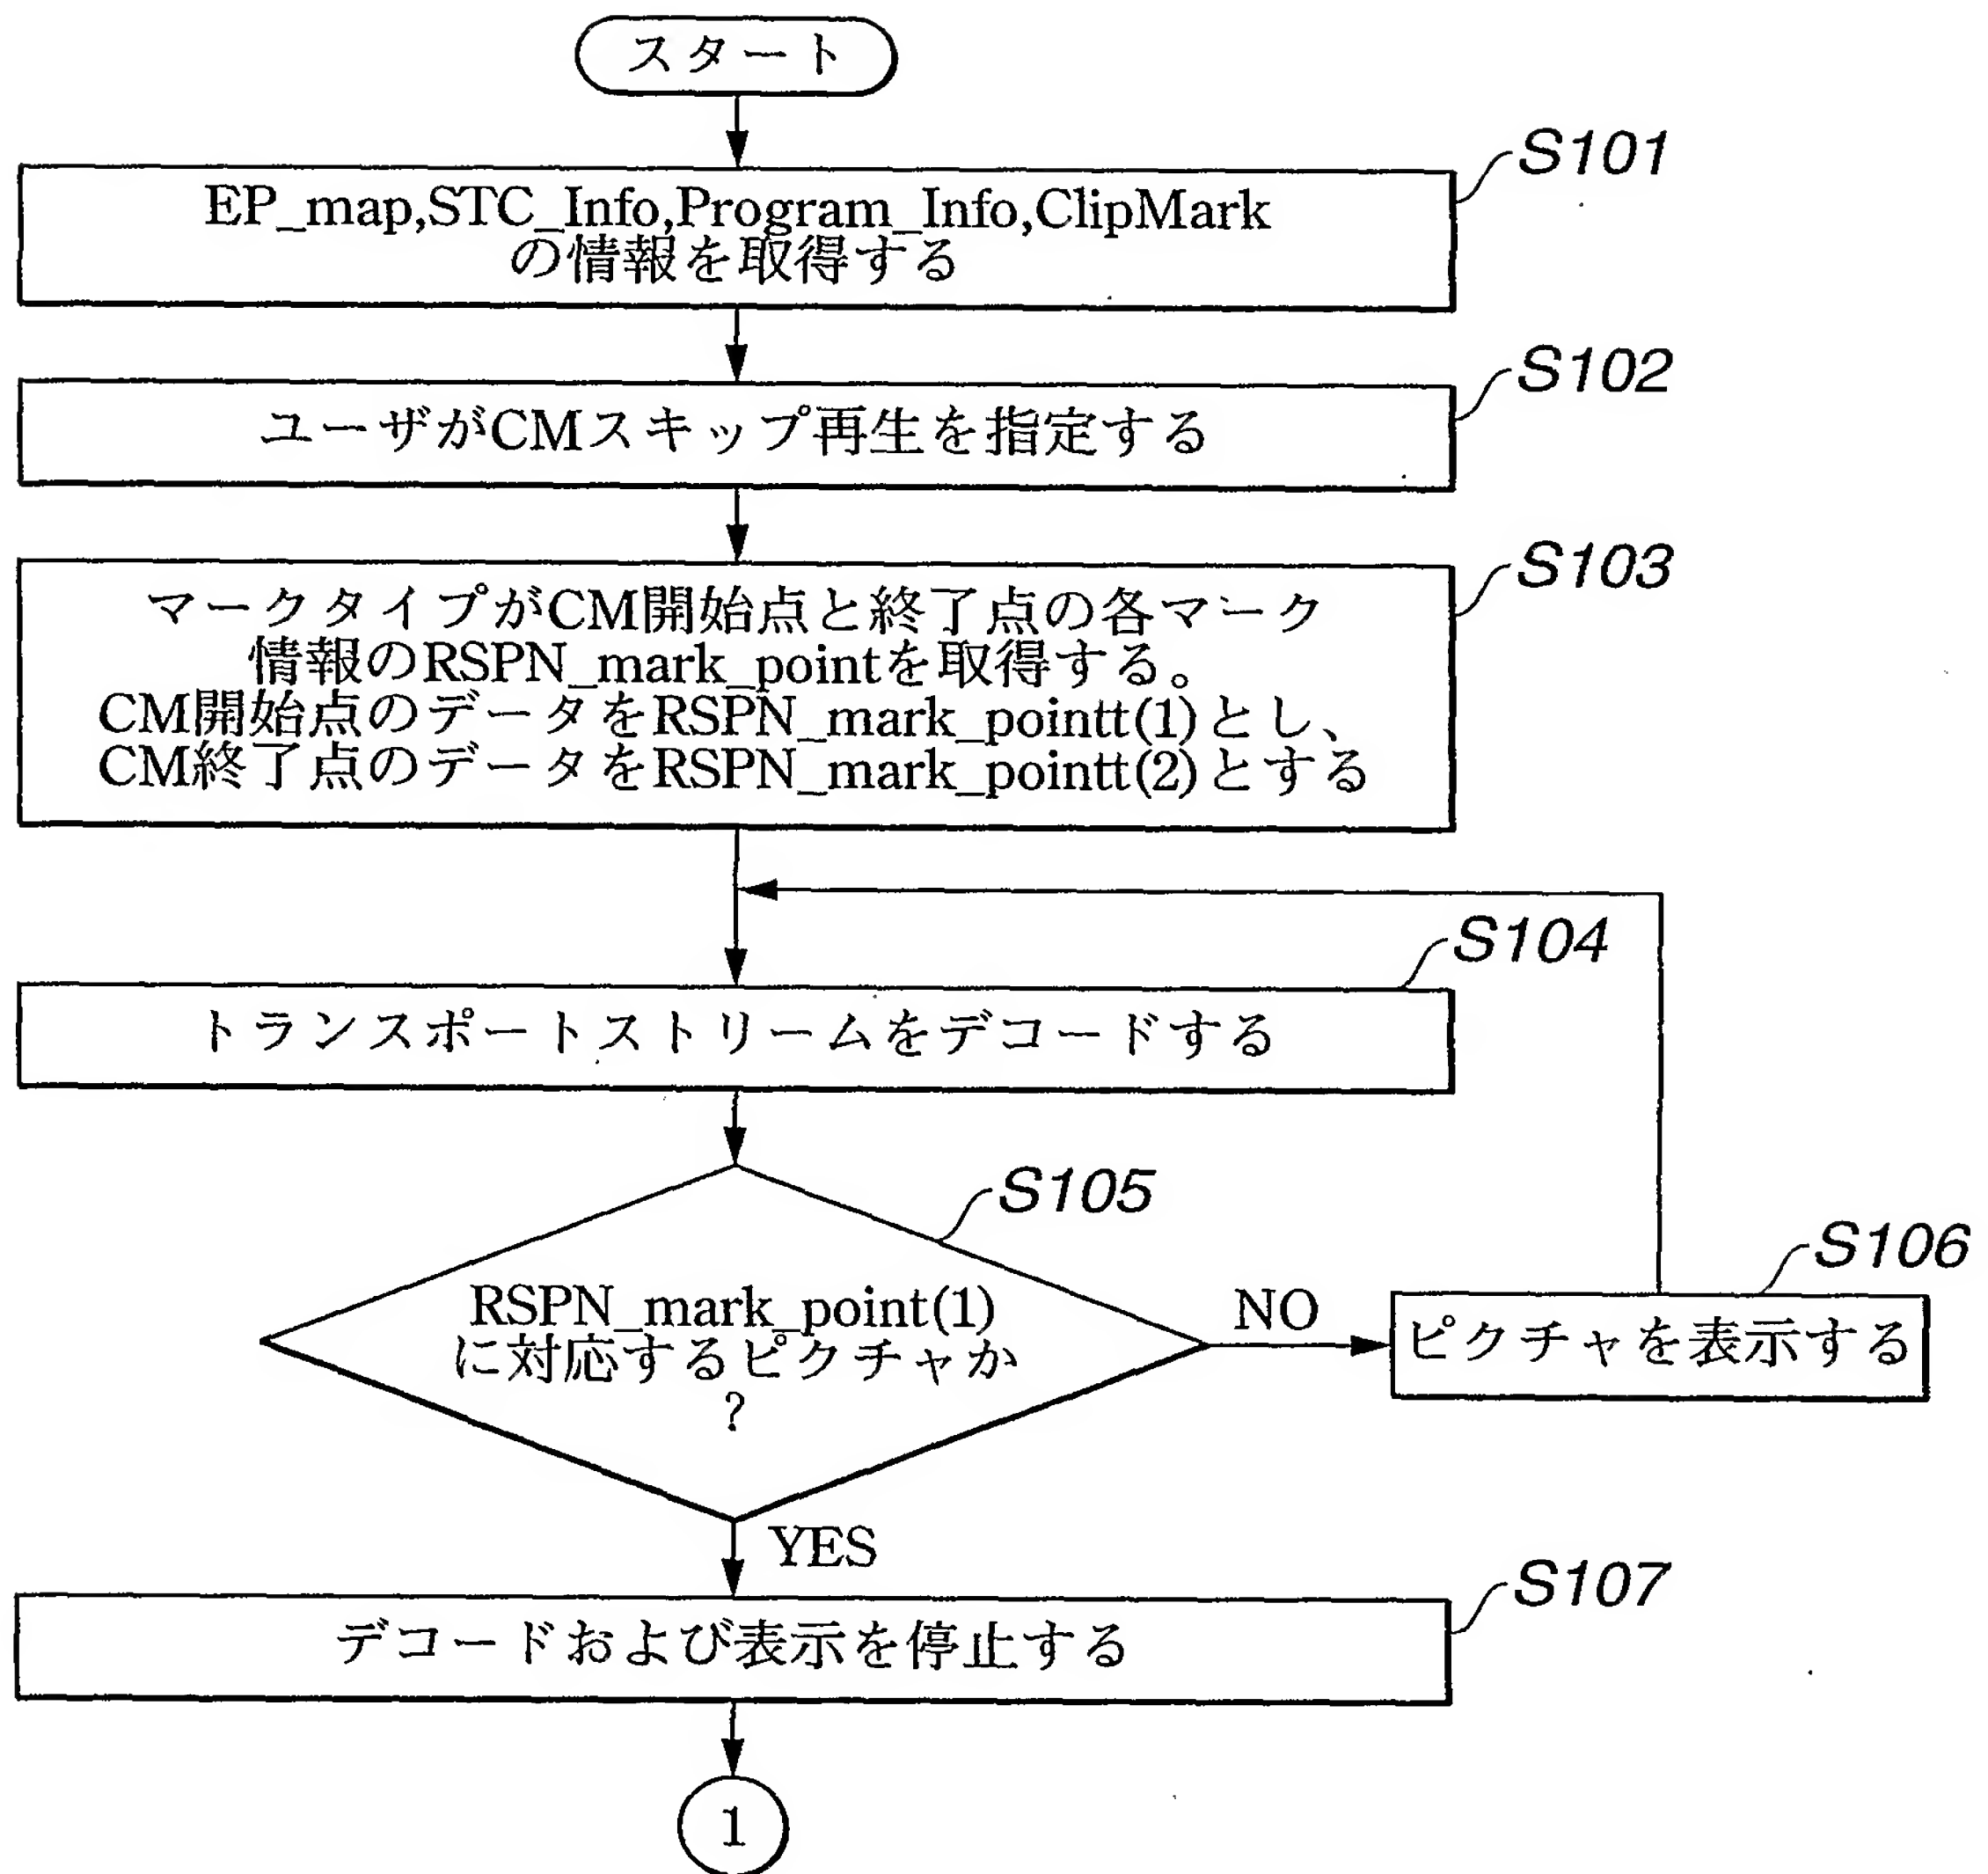 スタート
S101
EP_map,STC_Info,Program_Info,ClipMark
の情報を取得する
S102
ユーザがCMスキップ再生を指定する
S103
マークタイプがCM開始点と終了点の各マーク
情報のRSPN_mark_pointを取得する。
CM開始点のデータをRSPN_mark_pointt(1)とし、
CM終了点のデータをRSPN_mark_pointt(2)とする
S104
トランスポートストリームをデコードする
S105
RSPN_mark_point(1)
に対応するピクチャか
?
NO
S106
ピクチャを表示する
YES
S107
デコードおよび表示を停止する
1